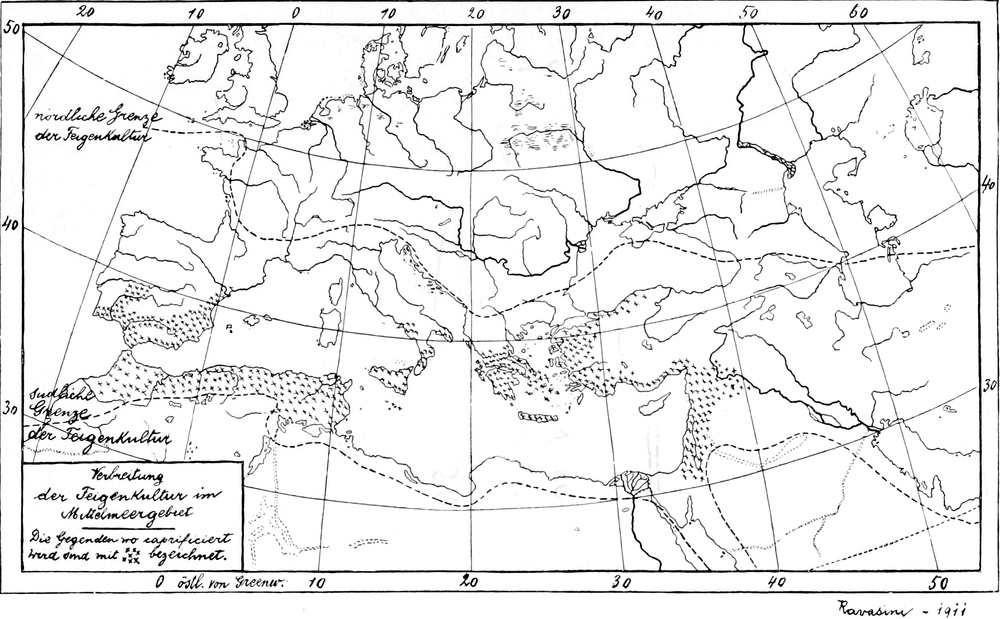 20 10 0 10 20 30 40 50 60
50
nördliche Grenze
der Feigenkultur
40
40
südliche
Grenze
30
30
der Feigenkultur
Verbreitung
der Feigenkultur im
Mittelmeergebiet
Die Gegenden wo caprificiert
wird sind mit bezeichnet.
0 östl. von Greenw. 10 20 30 40 50
Ravasini - 1911